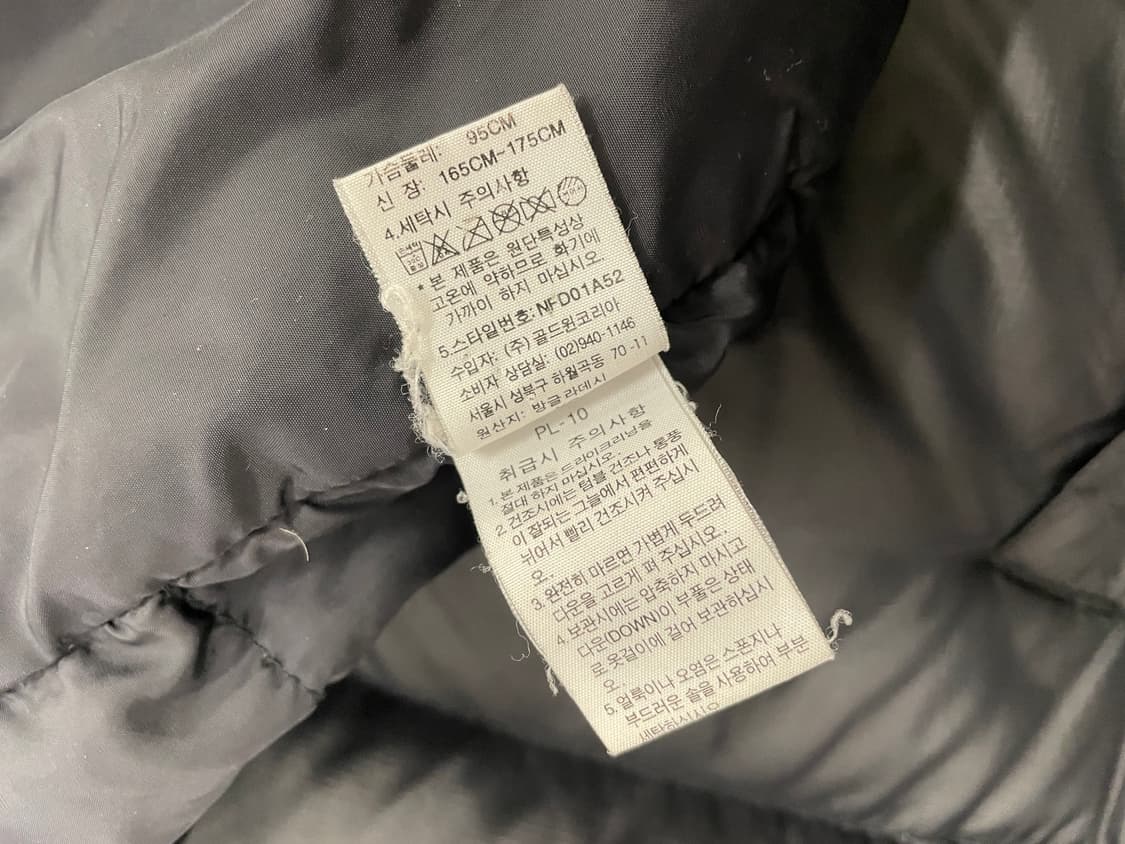 가슴둘레: 95CM
신 장: 165CM~175CM
4.세탁시 주의사항
* 본 제품은 원단특성상
고온에 약하므로 화기에
가까이 하지 마십시오.
5.스타일번호: NFD01A52
수입자: (주)골드윈코리아
소비자 상담실: (02)940-1146
서울시 성북구 하월곡동 70-11
원산지: 방글라데시
PL-10
취급시 주의사항
1. 본 제품은 드라이크리닝을
절대 하지 마십시오.
2. 건조시에는 텀블 건조나 통풍
이 잘되는 그늘에서 편편하게
뉘어서 빨리 건조시켜 주십시
오.
3. 완전히 마르면 가볍게 두드려
다운을 고르게 펴 주십시오.
4. 보관시에는 압축하지 마시고
다운(DOWN)이 부풀은 상태
로 옷걸이에 걸어 보관하십시
오.
5. 얼룩이나 오염은 스폰지나
부드러운 솔을 사용하여 부분
세탁하십시오